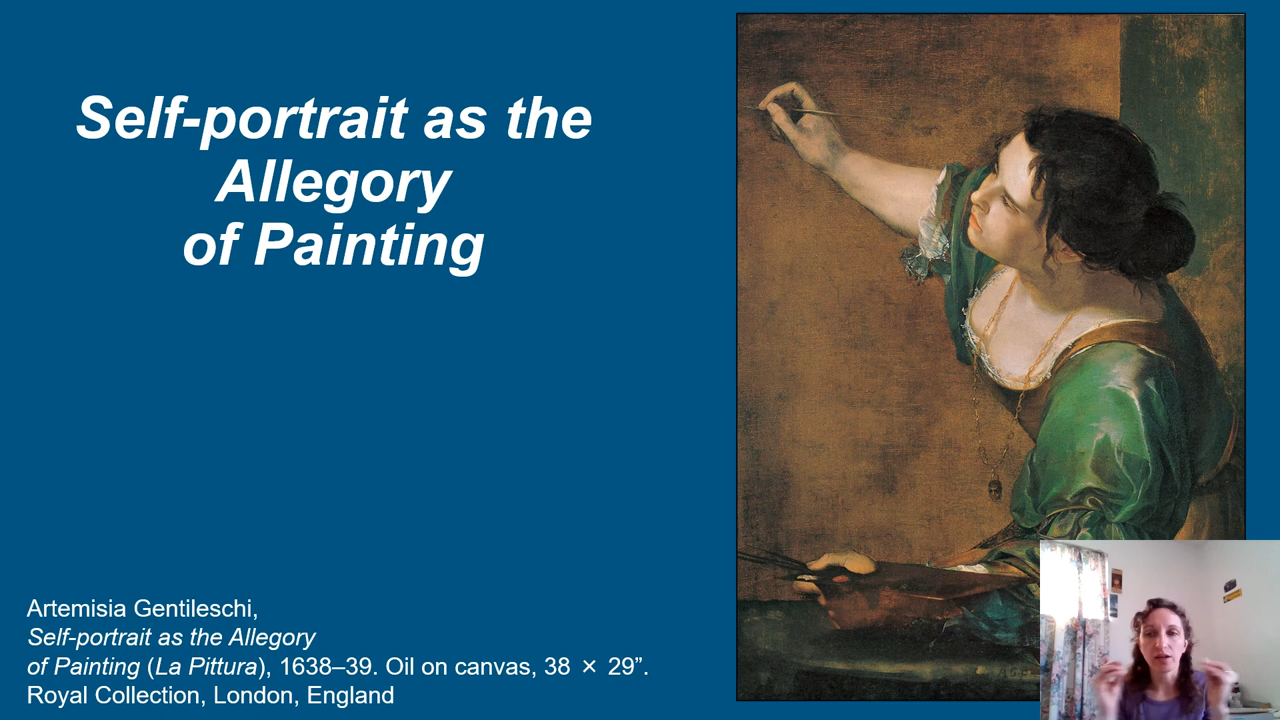 Self-portrait as the
Allegory
of Painting
Artemisia Gentileschi,
Self-portrait as the Allegory
of Painting (La Pittura), 1638–39. Oil on canvas, 38 × 29”.
Royal Collection, London, England